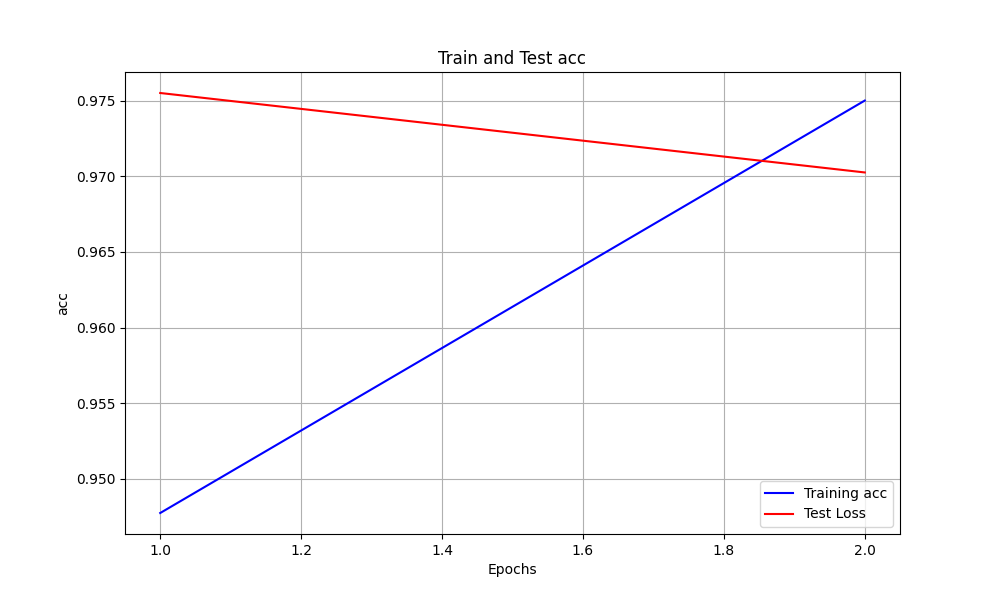 Train and Test acc
0.975
0.970
0.965
0.960
0.955
0.950
acc
1.0 1.2 1.4 1.6 1.8 2.0
Epochs
Training acc
Test Loss